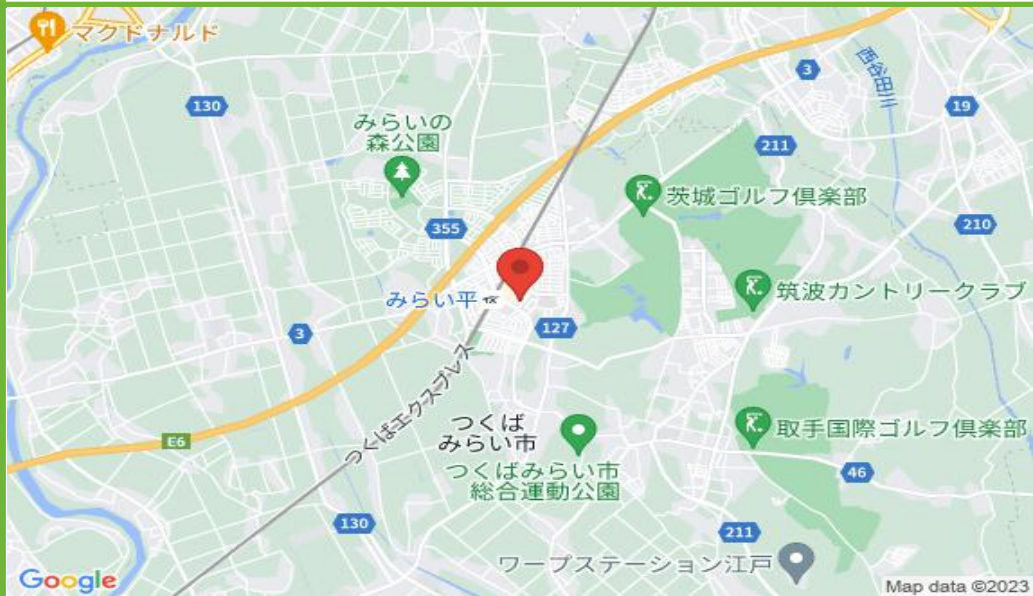 マクドナルド
西谷田川
3
130
19
みらいの
森公園
211
茨城ゴルフ倶楽部
355
210
みらい平
筑波カントリークラブ
127
3
つくばエクスプレス
つくば
みらい市
取手国際ゴルフ倶楽部
E6
つくばみらい市
総合運動公園
46
130
211
ワープステーション江戸
Google
Map data ©2023